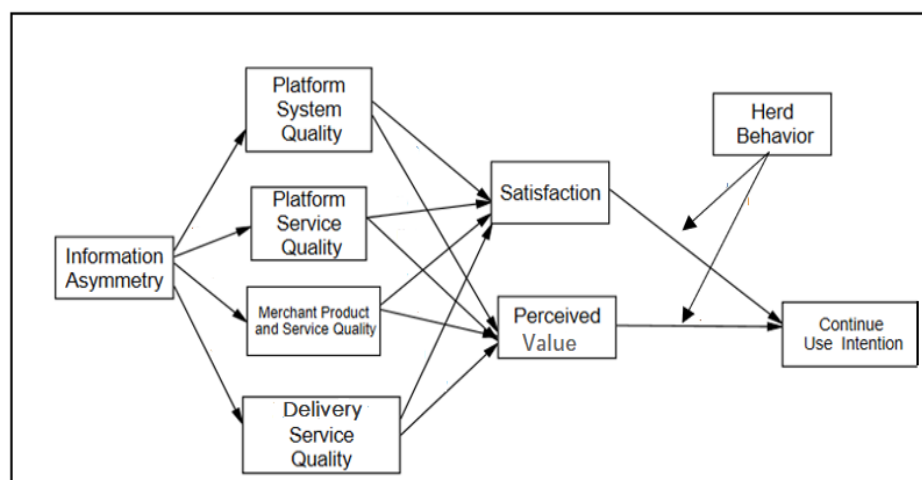 Platform
System
Quality
Herd
Behavior
Satisfaction
Platform
Service
Quality
Information
Asymmetry
Merchant Product
and Service Quality
Perceived
Value
Continue
Use Intention
Delivery
Service
Quality